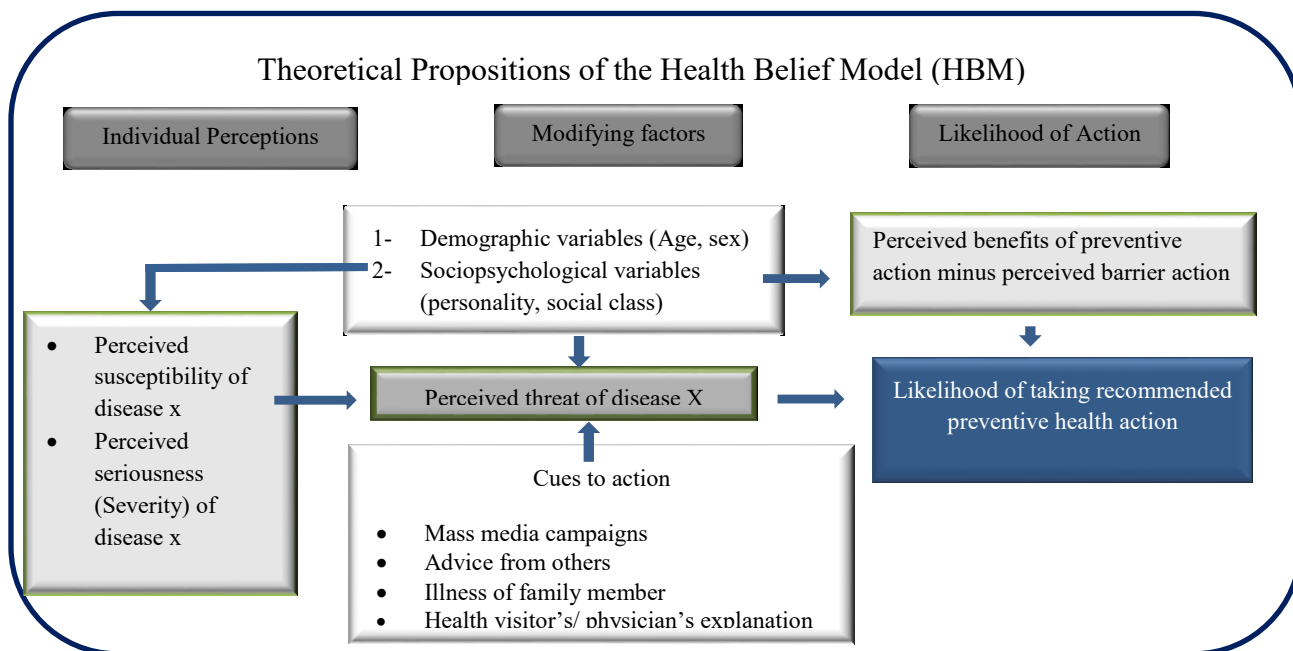 Theoretical Propositions of the Health Belief Model (HBM)
Individual Perceptions
Modifying factors
Likelihood of Action
1- Demographic variables (Age, sex)
2- Sociopsychological variables
(personality, social class)
Perceived benefits of preventive
action minus perceived barrier action
• Perceived
susceptibility of
disease x
• Perceived
seriousness
(Severity) of
disease x
Perceived threat of disease X
Likelihood of taking recommended
preventive health action
Cues to action
• Mass media campaigns
• Advice from others
• Illness of family member
• Health visitor's/ physician's explanation